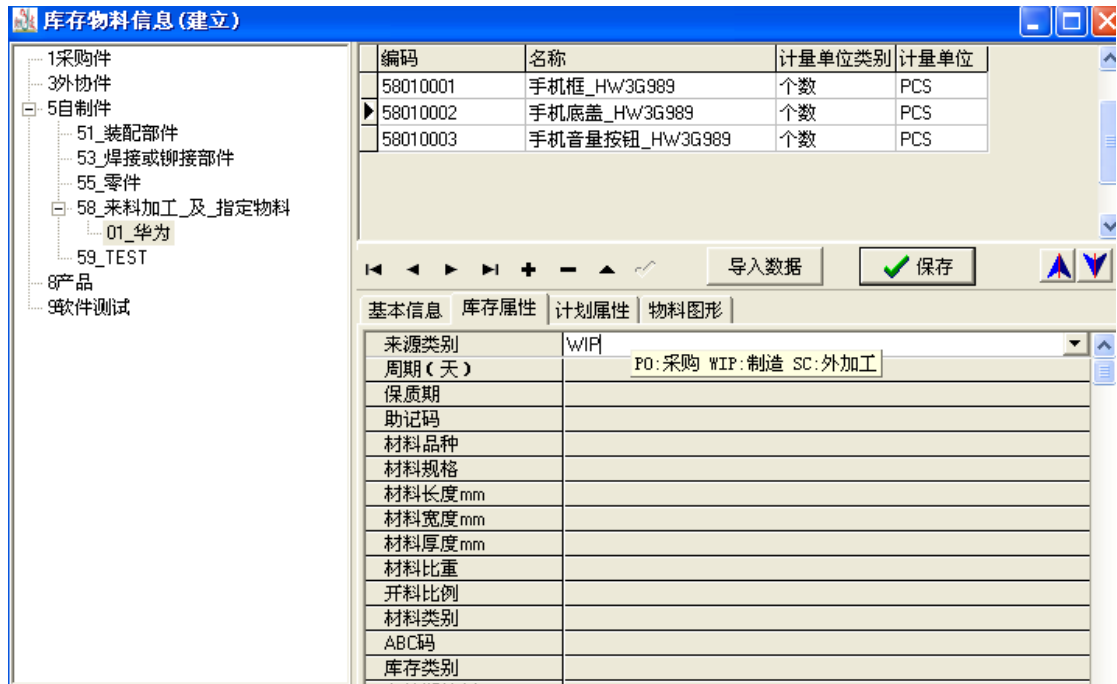 库存物料信息(建立)
1采购件
3外协件
5自制件
51_装配部件
53_焊接或铆接部件
55_零件
58_来料加工_及_指定物料
01_华为
59_TEST
8产品
9软件测试
编码 名称 计量单位类别 计量单位
58010001 手机框_HW3G989 个数 PCS
58010002 手机底盖_HW3G989 个数 PCS
58010003 手机音量按钮_HW3G989 个数 PCS
导入数据 保存
基本信息 库存属性 计划属性 物料图形
来源类别 WIP
PO:采购 WIP:制造 SC:外加工
周期(天)
保质期
助记码
材料品种
材料规格
材料长度mm
材料宽度mm
材料厚度mm
材料比重
开料比例
材料类别
ABC码
库存类别